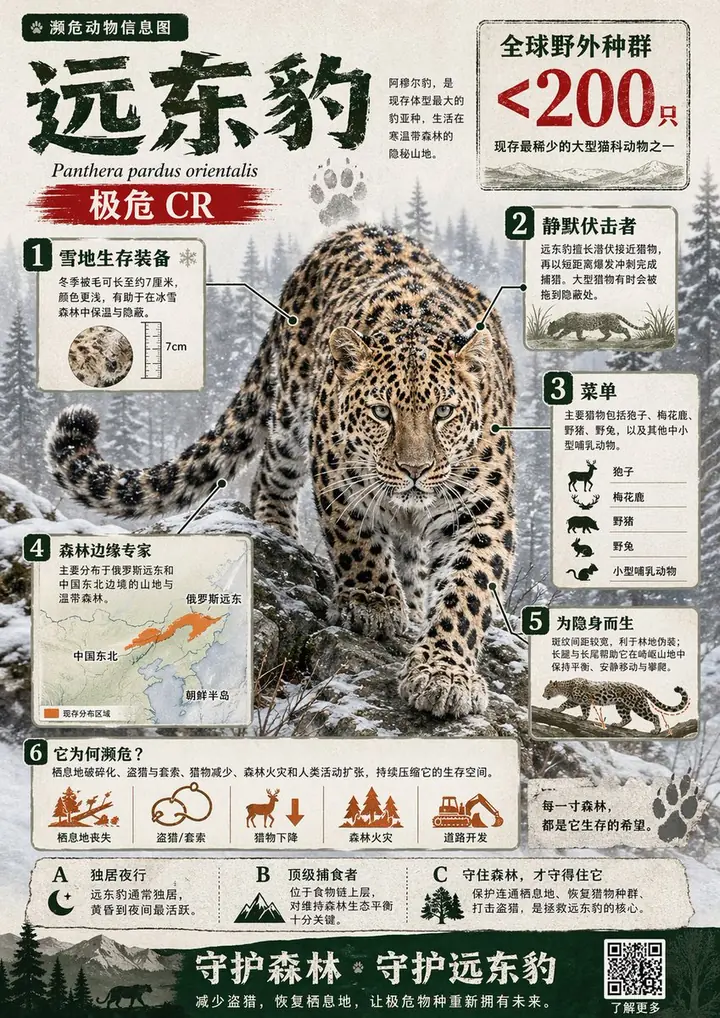 濒危动物信息图
远东豹
Panthera pardus orientalis
极危 CR
阿穆尔豹，是
现存体型最大的
豹亚种，生活在
寒温带森林的
隐秘山地。
全球野外种群
<200只
现存最稀少的大型猫科动物之一
1 雪地生存装备
冬季被毛可长至约7厘米，
颜色更浅，有助于在冰雪
森林中保温与隐蔽。
7cm
2 静默伏击者
远东豹擅长潜伏接近猎物，
再以短距离爆发冲刺完成
捕猎。大型猎物有时会被
拖到隐蔽处。
3 菜单
主要猎物包括狍子、梅花鹿、
野猪、野兔，以及其他中小
型哺乳动物。
狍子
梅花鹿
野猪
野兔
小型哺乳动物
4 森林边缘专家
主要分布于俄罗斯远东和
中国东北边境的山地与
温带森林。
俄罗斯远东
中国东北
朝鲜半岛
现存分布区域
5 为隐身而生
斑纹间距较宽，利于林地伪装；
长腿与长尾帮助它在崎岖山地中
保持平衡、安静移动与攀爬。
6 它为何濒危？
栖息地破碎化、盗猎与套索、猎物减少、森林火灾和人类活动扩张，持续压缩它的生存空间。
栖息地丧失
盗猎/套索
猎物下降
森林火灾
道路开发
每一寸森林，
都是它生存的希望。
A 独居夜行
远东豹通常独居，
黄昏到夜间最活跃。
B 顶级捕食者
位于食物链上层，
对维持森林生态平衡
十分关键。
C 守住森林，才守得住它
保护连通栖息地、恢复猎物种群、
打击盗猎，是拯救远东豹的核心。
守护森林 守护远东豹
减少盗猎，恢复栖息地，让极危物种重新拥有未来。
了解更多